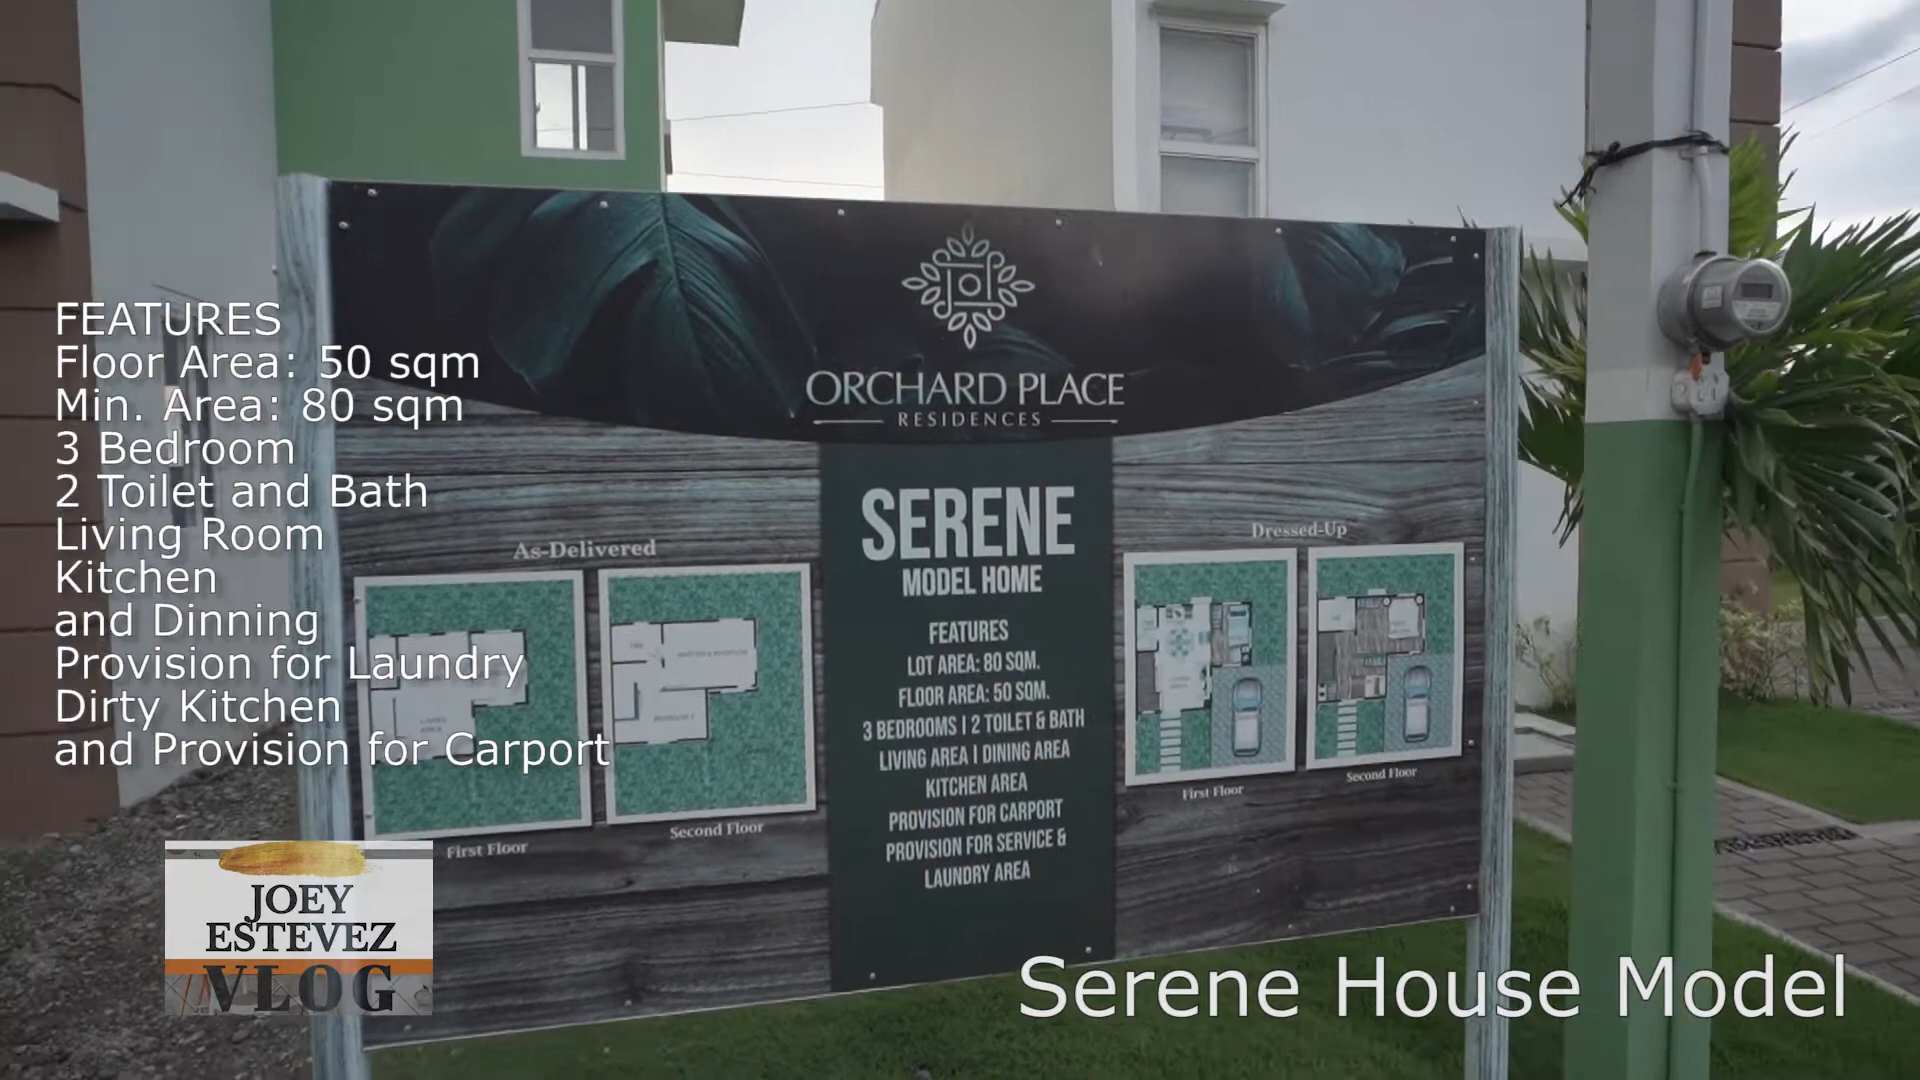 FEATURES
Floor Area: 50 sqm
Min. Area: 80 sqm
3 Bedroom
2 Toilet and Bath
Living Room
Kitchen
and Dinning
Provision for Laundry
Dirty Kitchen
and Provision for Carport
ORCHARD PLACE
RESIDENCES
As-Delivered
First Floor
Second Floor
SERENE
MODEL HOME
FEATURES
LOT AREA: 80 SQM.
FLOOR AREA: 50 SQM.
3 BEDROOMS | 2 TOILET & BATH
LIVING AREA | DINING AREA
KITCHEN AREA
PROVISION FOR CARPORT
PROVISION FOR SERVICE &
LAUNDRY AREA
Dressed-Up
First Floor
Second Floor
JOEY
ESTEVEZ
VLOG
Serene House Model